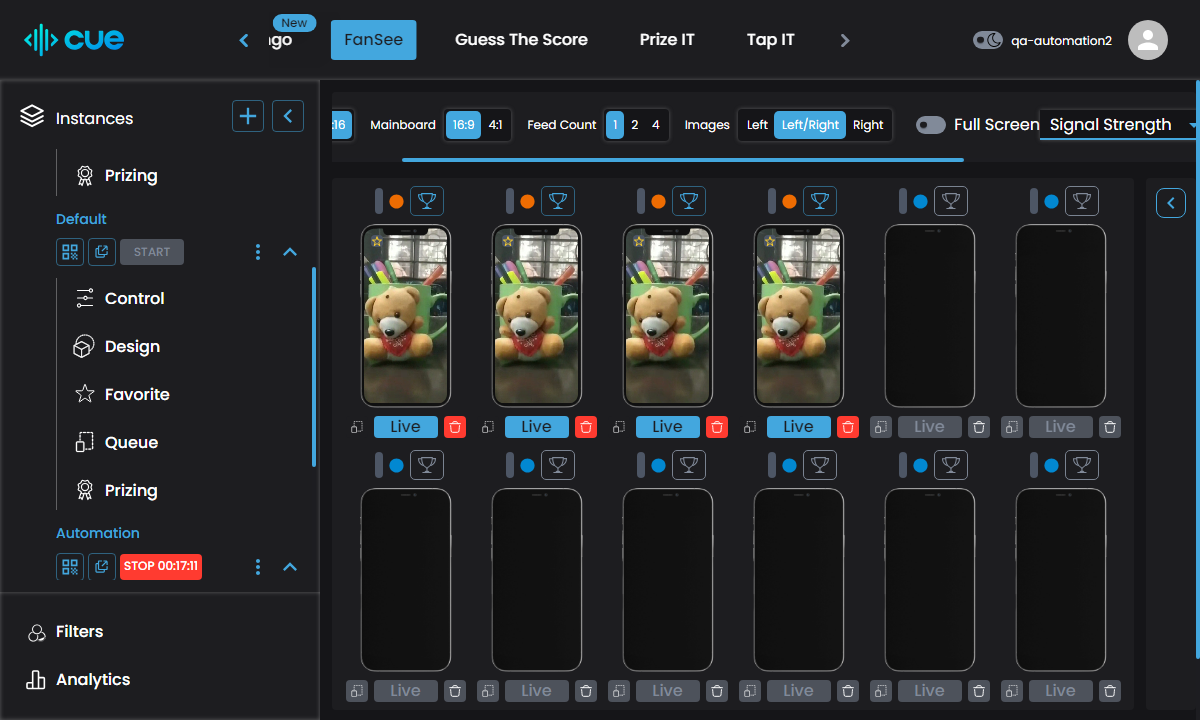 cue
New
ngo
FanSee
Guess The Score
Prize IT
Tap IT
qa-automation2
Instances
:16
Mainboard
16:9
4:1
Feed Count
1
2
4
Images
Left
Left/Right
Right
Full Screen
Signal Strength
Prizing
Default
START
Control
Design
Favorite
Queue
Prizing
Automation
STOP 00:17:11
Filters
Analytics
Live
Live
Live
Live
Live
Live
Live
Live
Live
Live
Live
Live